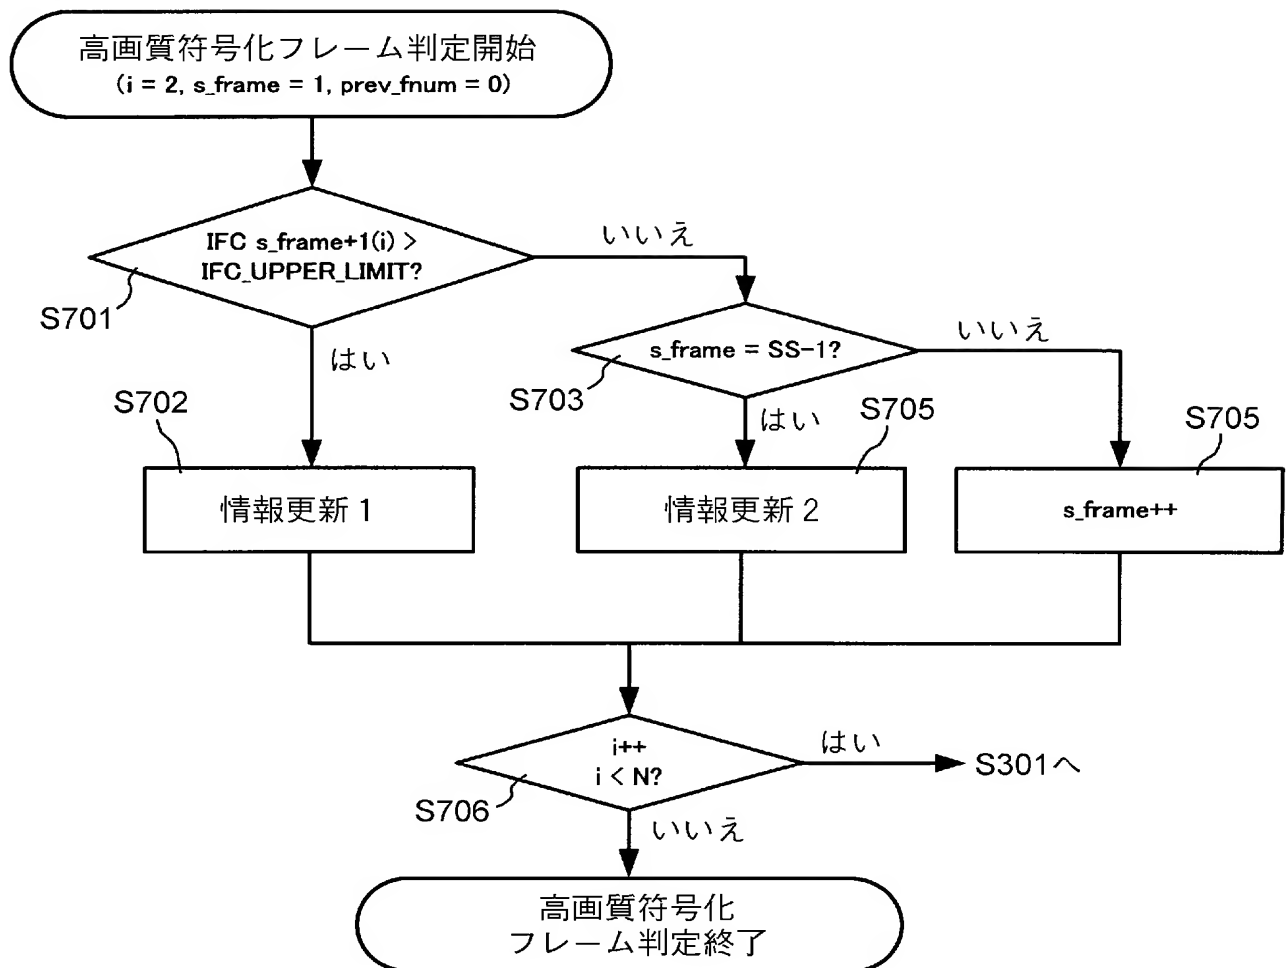 高画質符号化フレーム判定開始
(i = 2, s_frame = 1, prev_fnum = 0)
IFC s_frame+1(i) >
IFC_UPPER_LIMIT?
いいえ
S701
はい
s_frame = SS-1?
いいえ
S703
はい
S702
S705
S705
情報更新 1
情報更新 2
s_frame++
i++
i < N?
はい
S301へ
S706
いいえ
高画質符号化
フレーム判定終了